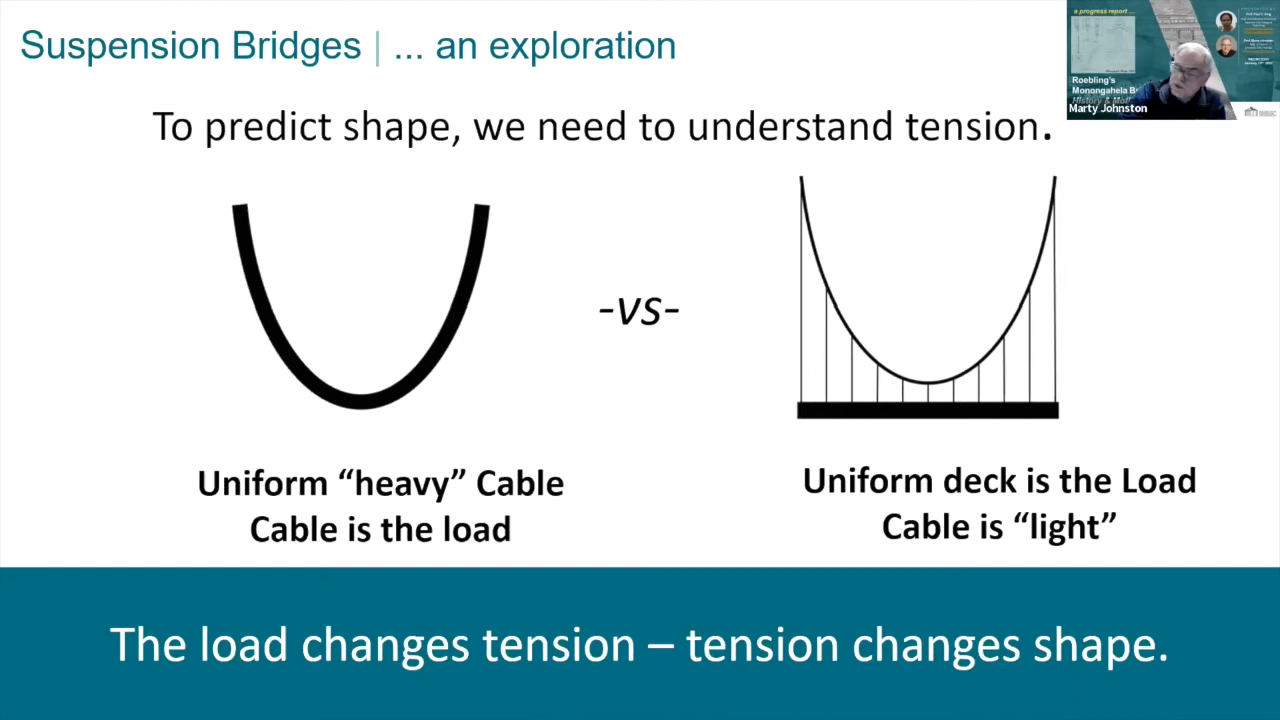 Suspension Bridges | ... an exploration
a progress report ...
Roebling's
Monongahela B
Marty Johnston
To predict shape, we need to understand tension.
-vs-
Uniform “heavy” Cable
Cable is the load
Uniform deck is the Load
Cable is “light”
The load changes tension – tension changes shape.